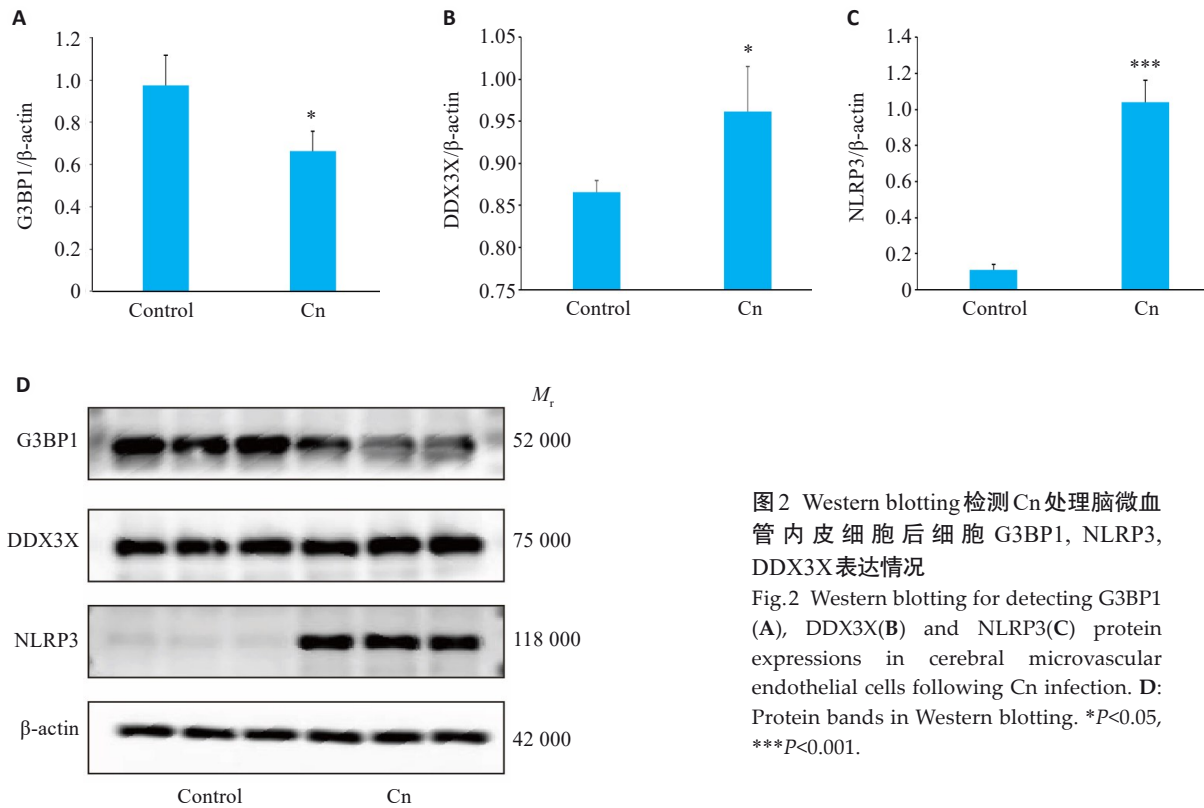 A
1.2
1.0
0.8
0.6
0.4
0.2
0
G3BP1/β-actin
*
Control Cn
B
1.05
1.00
0.95
0.90
0.85
0.80
0.75
DDX3X/β-actin
*
Control Cn
C
1.4
1.2
1.0
0.8
0.6
0.4
0.2
0
NLRP3/β-actin
***
Control Cn
D
Mr
G3BP1 52 000
DDX3X 75 000
NLRP3 118 000
β-actin 42 000
Control Cn
图2 Western blotting检测Cn处理脑微血
管内皮细胞后细胞 G3BP1, NLRP3,
DDX3X表达情况
Fig.2 Western blotting for detecting G3BP1
(A), DDX3X(B) and NLRP3(C) protein
expressions in cerebral microvascular
endothelial cells following Cn infection. D:
Protein bands in Western blotting. *P<0.05,
***P<0.001.